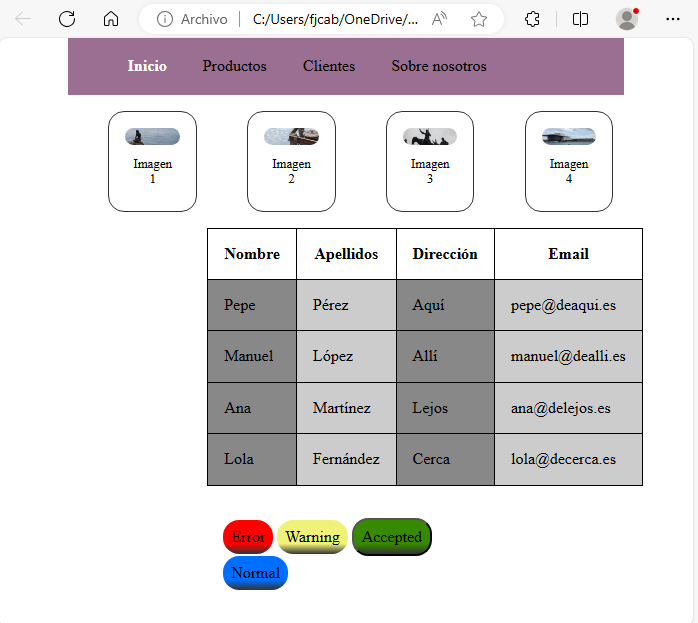 Archivo C:/Users/fjcab/OneDrive/...
Inicio Productos Clientes Sobre nosotros
Imagen
1
Imagen
2
Imagen
3
Imagen
4
Nombre Apellidos Dirección Email
Pepe Pérez Aquí pepe@deaqui.es
Manuel López Allí manuel@dealli.es
Ana Martínez Lejos ana@delejos.es
Lola Fernández Cerca lola@decerca.es
Error Warning Accepted
Normal